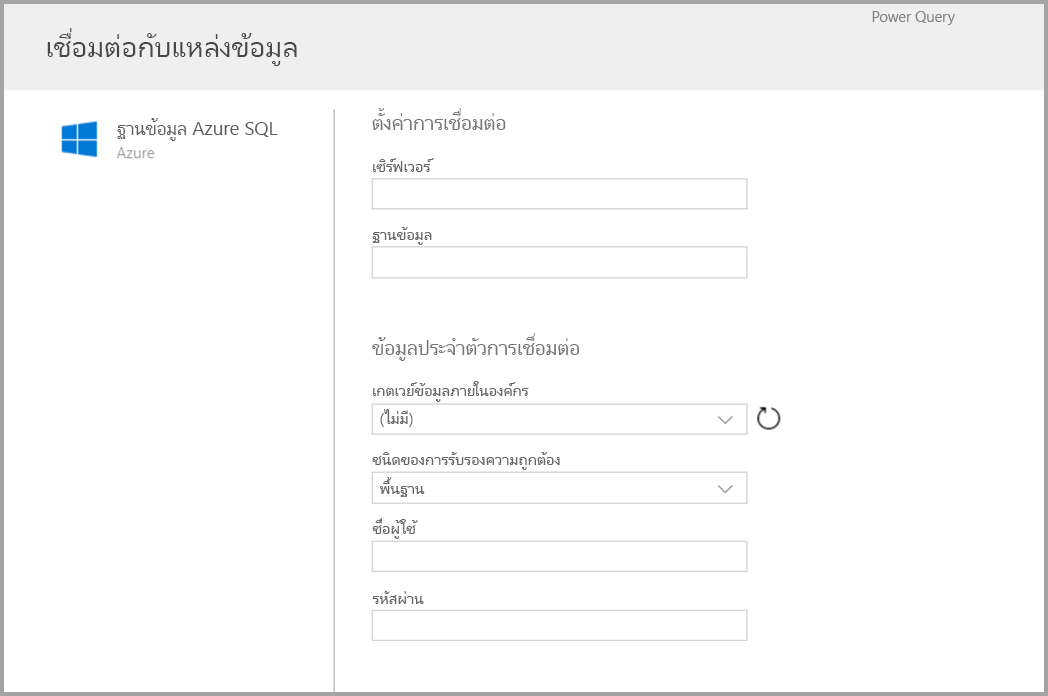 Power Query
เชื่อมต่อกับแหล่งข้อมูล
ฐานข้อมูล Azure SQL
Azure
ตั้งค่าการเชื่อมต่อ
เซิร์ฟเวอร์
ฐานข้อมูล
ข้อมูลประจำตัวการเชื่อมต่อ
เกตเวย์ข้อมูลภายในองค์กร
(ไม่มี)
ชนิดของการรับรองความถูกต้อง
พื้นฐาน
ชื่อผู้ใช้
รหัสผ่าน